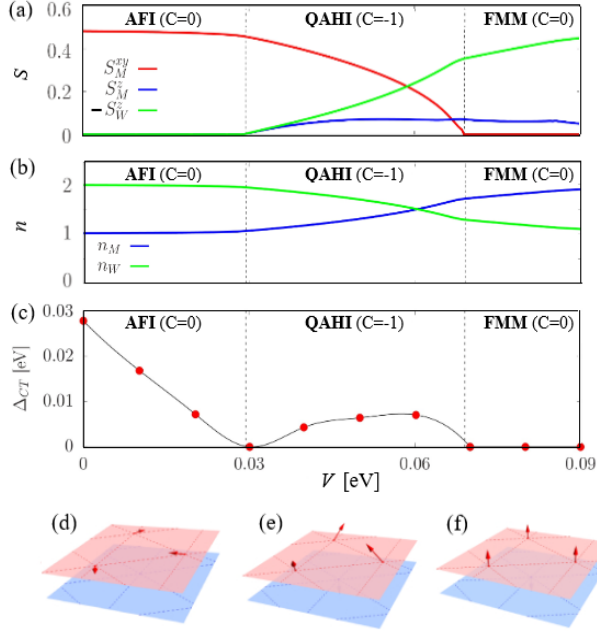 (a) AFI (C=0) QAHI (C=-1) FMM (C=0)
0.6
0.4
0.2
0
S
S_M^{xy}
S_M^z
− S_W^z
(b) AFI (C=0) QAHI (C=-1) FMM (C=0)
2
1
0
n
n_M
n_W
(c) AFI (C=0) QAHI (C=-1) FMM (C=0)
0.03
0.02
0.01
0
Δ_{CT} [eV]
0 0.03 0.06 0.09
V [eV]
(d) (e) (f)